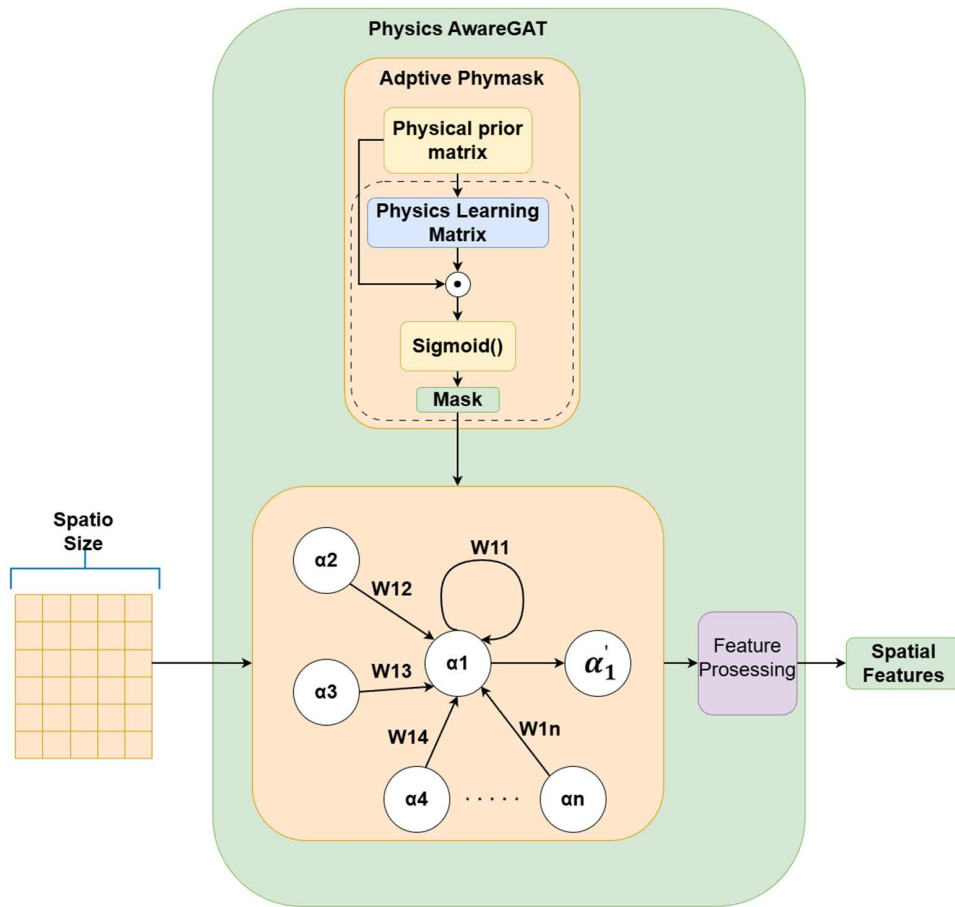 Physics AwareGAT
Adptive Phymask
Physical prior
matrix
Physics Learning
Matrix
Sigmoid()
Mask
Spatio
Size
W11
α2
W12
α3
W13
α1
α'1
W14
W1n
α4
· · · · ·
αn
Feature
Prosessing
Spatial
Features